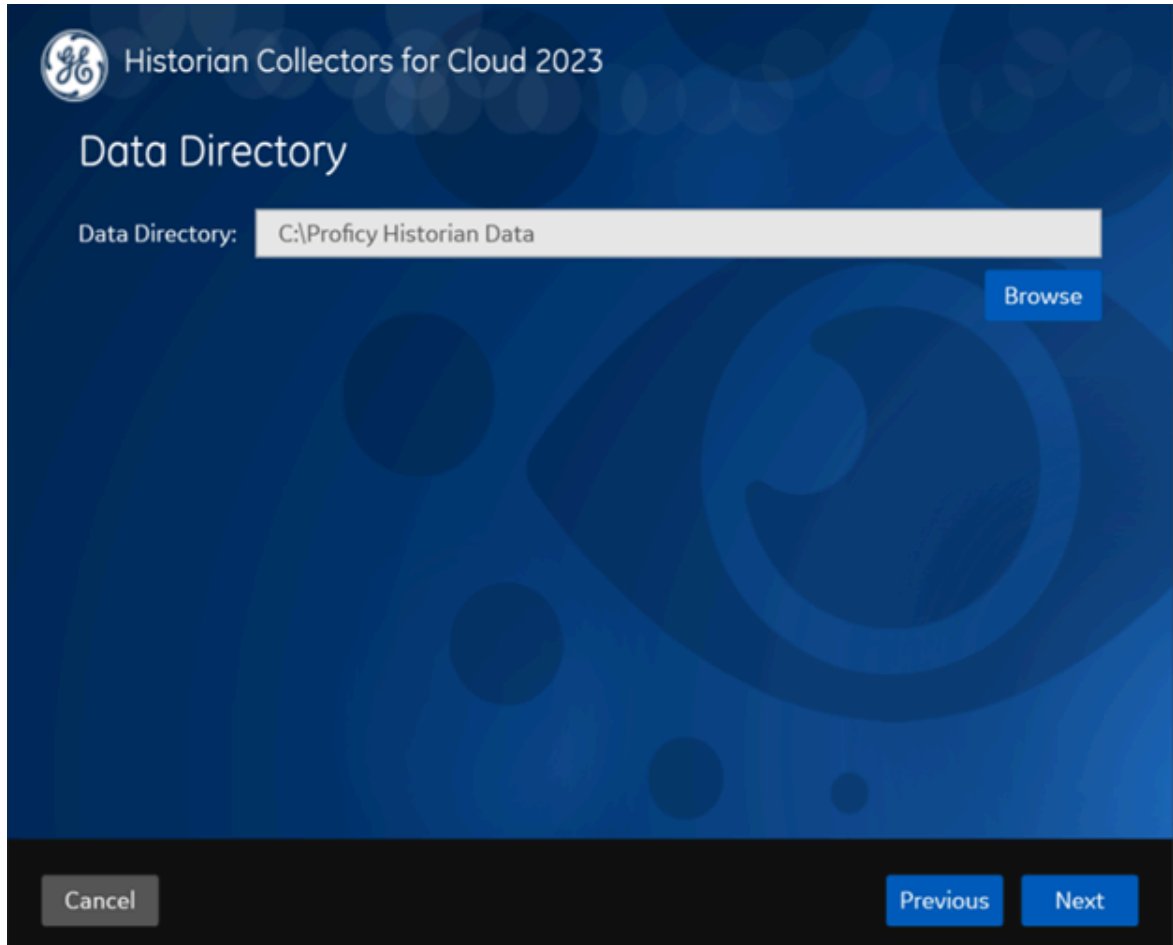 Historian Collectors for Cloud 2023
Data Directory
Data Directory: C:\Proficy Historian Data
Browse
Cancel Previous Next